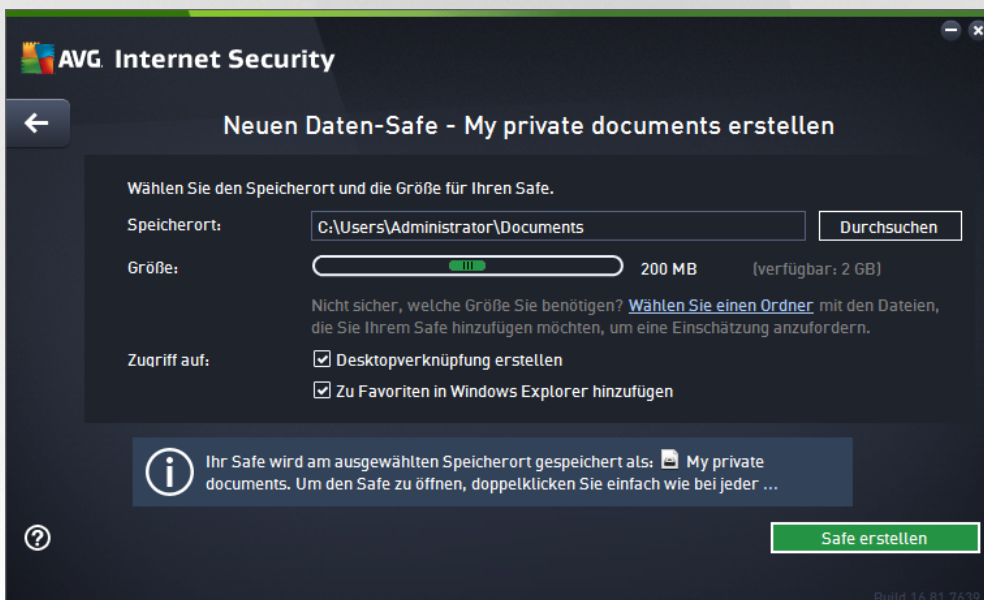 AVG Internet Security
Neuen Daten-Safe - My private documents erstellen
Wählen Sie den Speicherort und die Größe für Ihren Safe.
Speicherort: C:\Users\Administrator\Documents Durchsuchen
Größe: 200 MB (verfügbar: 2 GB)
Nicht sicher, welche Größe Sie benötigen? Wählen Sie einen Ordner mit den Dateien,
die Sie Ihrem Safe hinzufügen möchten, um eine Einschätzung anzufordern.
Zugriff auf: Desktopverknüpfung erstellen
Zu Favoriten in Windows Explorer hinzufügen
Ihr Safe wird am ausgewählten Speicherort gespeichert als: My private
documents. Um den Safe zu öffnen, doppelklicken Sie einfach wie bei jeder ...
Safe erstellen
Build 16.81.7639